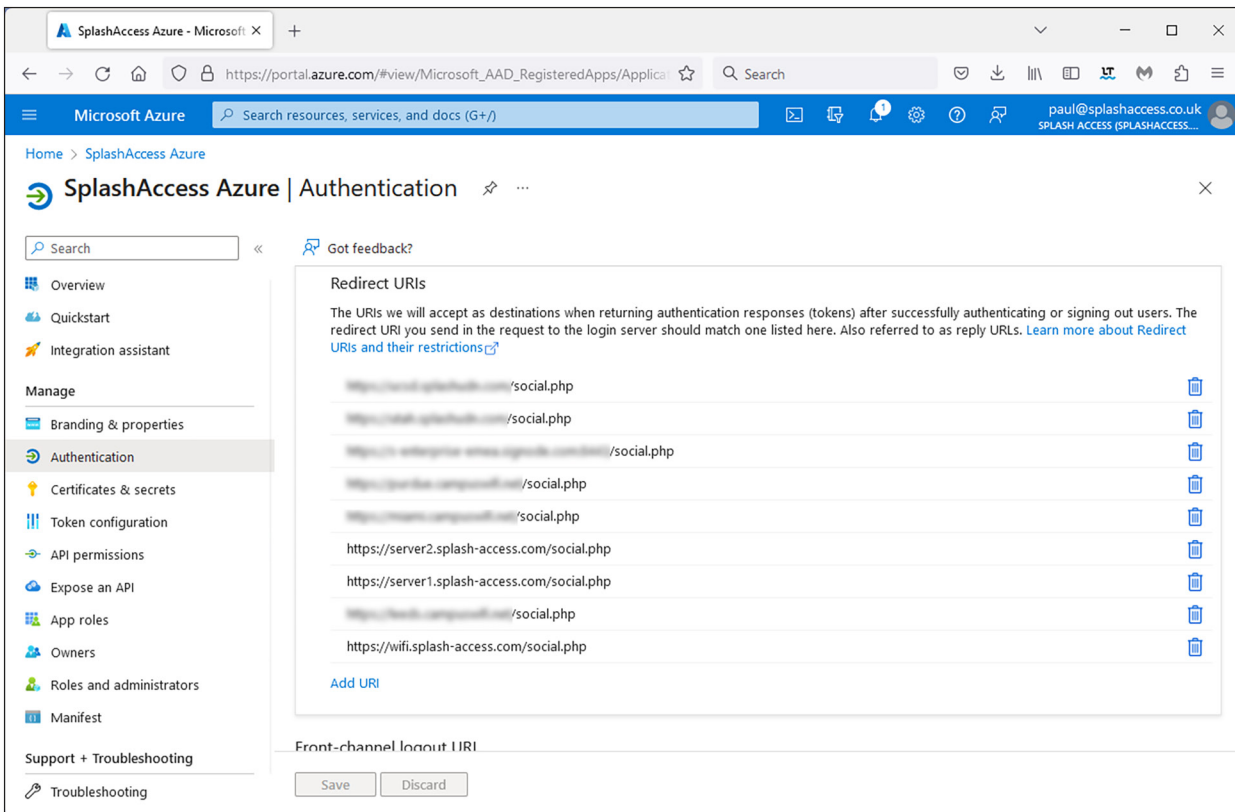 SplashAccess Azure - Microsoft
https://portal.azure.com/#view/Microsoft_AAD_RegisteredApps/Applicat
Search
Microsoft Azure
Search resources, services, and docs (G+/)
1
paul@splashaccess.co.uk
SPLASH ACCESS (SPLASHACCESS....
Home > SplashAccess Azure
SplashAccess Azure | Authentication
Search
Got feedback?
Overview
Quickstart
Integration assistant
Manage
Branding & properties
Authentication
Certificates & secrets
Token configuration
API permissions
Expose an API
App roles
Owners
Roles and administrators
Manifest
Support + Troubleshooting
Troubleshooting
Redirect URIs
The URIs we will accept as destinations when returning authentication responses (tokens) after successfully authenticating or signing out users. The
redirect URI you send in the request to the login server should match one listed here. Also referred to as reply URLs. Learn more about Redirect
URIs and their restrictions
/social.php
/social.php
/social.php
/social.php
/social.php
https://server2.splash-access.com/social.php
https://server1.splash-access.com/social.php
/social.php
https://wifi.splash-access.com/social.php
Add URI
Front-channel logout URL
Save
Discard